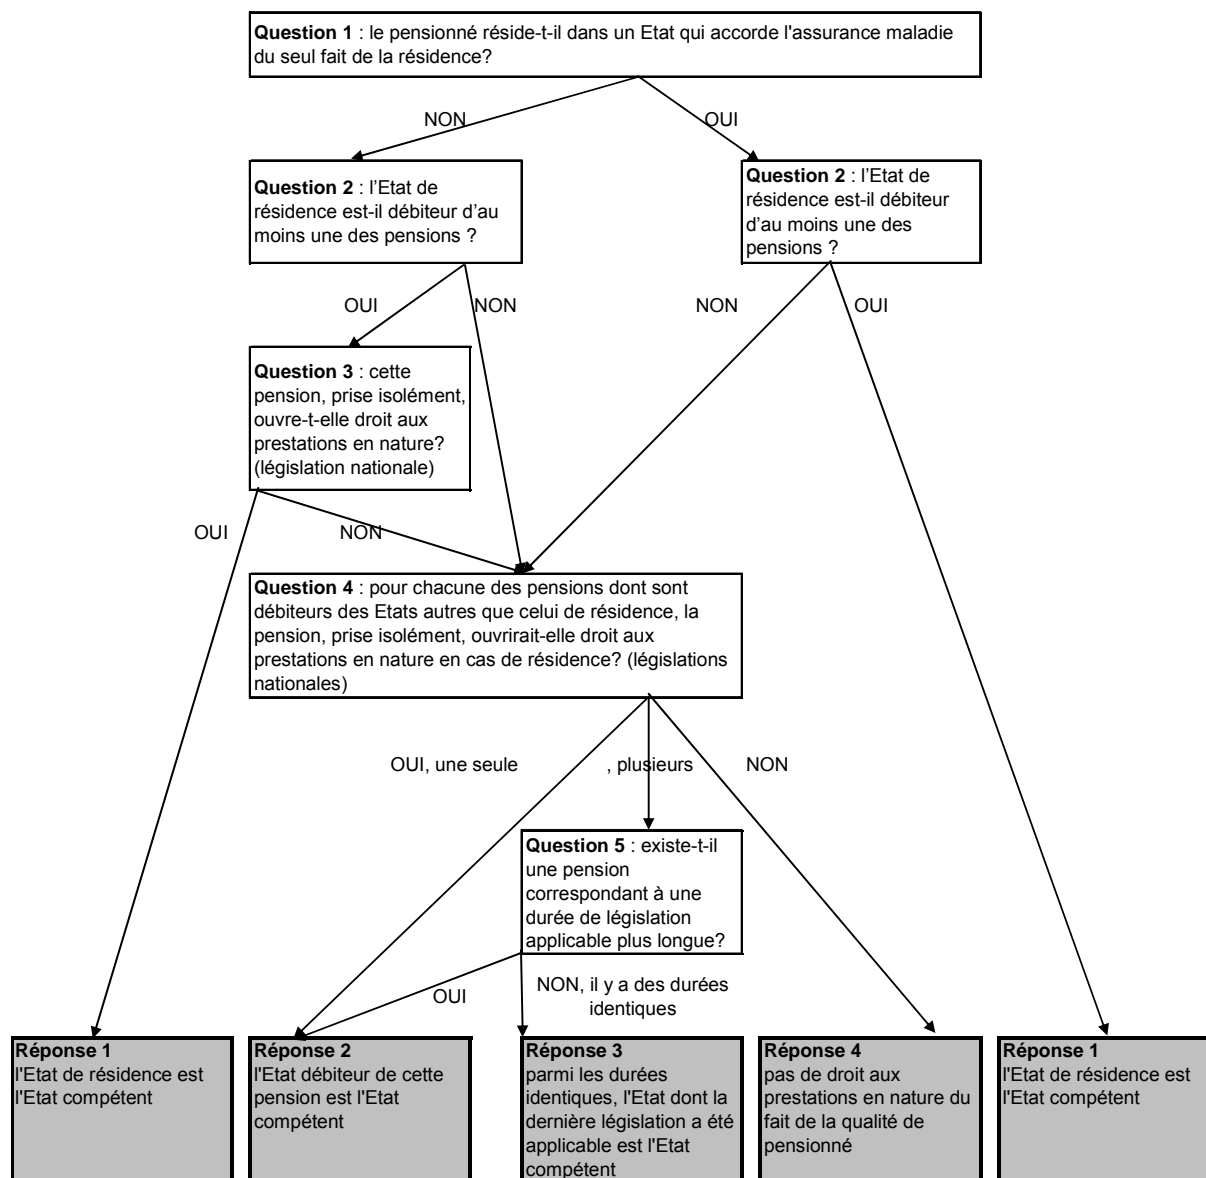 Question 1 : le pensionné réside-t-il dans un Etat qui accorde l'assurance maladie
du seul fait de la résidence?
NON
OUI
Question 2 : l'Etat de
résidence est-il débiteur d'au
moins une des pensions ?
Question 2 : l'Etat de
résidence est-il débiteur
d'au moins une des
pensions ?
OUI
NON
NON
OUI
Question 3 : cette
pension, prise isolément,
ouvre-t-elle droit aux
prestations en nature?
(législation nationale)
OUI
NON
Question 4 : pour chacune des pensions dont sont
débiteurs des Etats autres que celui de résidence, la
pension, prise isolément, ouvrirait-elle droit aux
prestations en nature en cas de résidence? (législations
nationales)
OUI, une seule
, plusieurs
NON
Question 5 : existe-t-il
une pension
correspondant à une
durée de législation
applicable plus longue?
OUI
NON, il y a des durées
identiques
Réponse 1
l'Etat de résidence est
l'Etat compétent
Réponse 2
l'Etat débiteur de cette
pension est l'Etat
compétent
Réponse 3
parmi les durées
identiques, l'Etat dont la
dernière législation a été
applicable est l'Etat
compétent
Réponse 4
pas de droit aux
prestations en nature du
fait de la qualité de
pensionné
Réponse 1
l'Etat de résidence est
l'Etat compétent